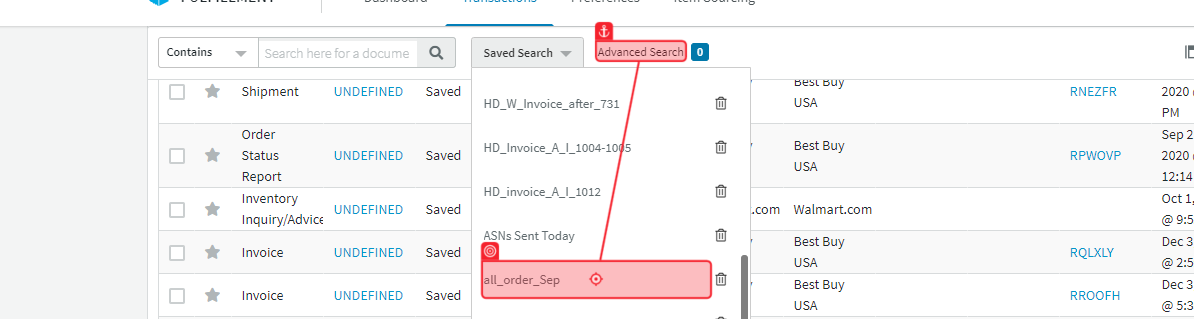 FULFILLMENT Dashboard Transactions Preferences Item Sourcing
Contains Search here for a docume Saved Search Advanced Search 0
Shipment UNDEFINED Saved Best Buy USA RNEZFR 2020 PM
HD_W_Invoice_after_731
Order Status Report UNDEFINED Saved Best Buy USA RPWOVP Sep 2 2020 12:14
HD_Invoice_A_I_1004-1005
HD_invoice_A_I_1012
Inventory Inquiry/Advice UNDEFINED Saved .com Walmart.com Oct 1, @ 9:5
ASNs Sent Today
Invoice UNDEFINED Saved Best Buy USA RQLXLY Dec 3 @ 2:5
all_order_Sep
Invoice UNDEFINED Saved Best Buy USA RROOFH Dec 3 @ 5:3